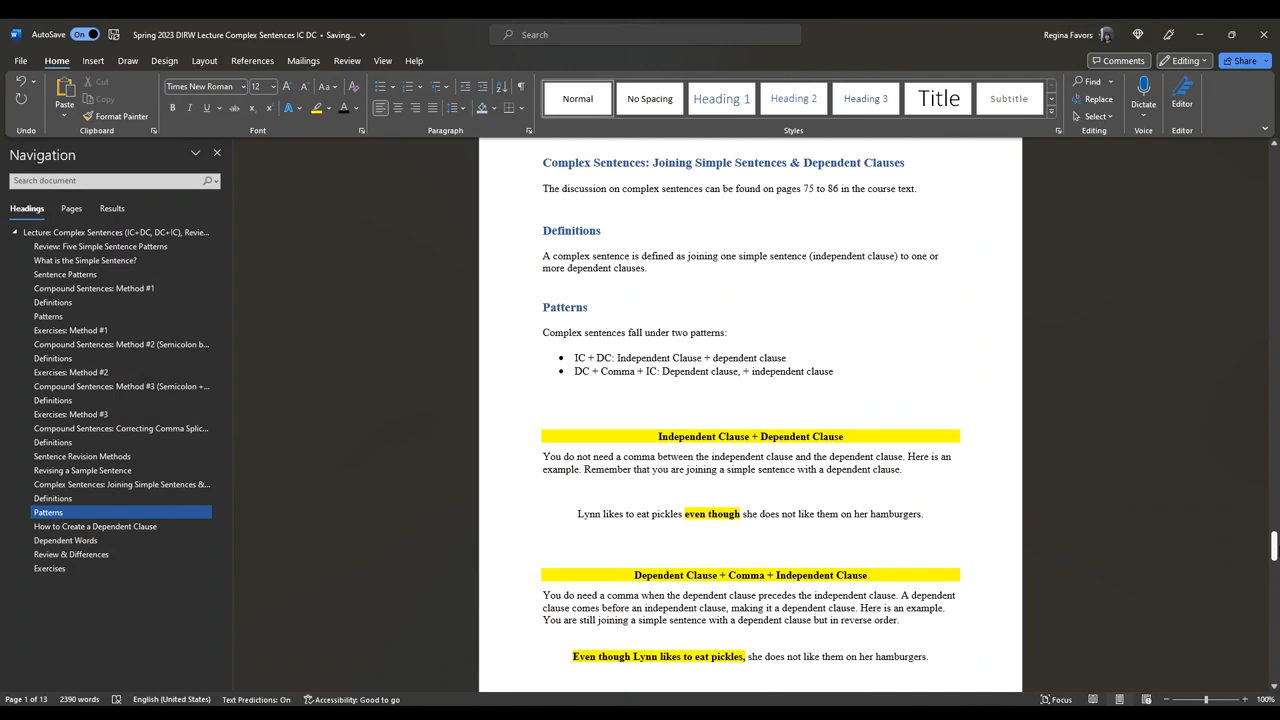 AutoSave On Spring 2023 DIRW Lecture Complex Sentences IC DC • Saving... Search Regina Favors
File Home Insert Draw Design Layout References Mailings Review View Help Comments Editing Share
Paste Cut Copy Format Painter
Times New Roman 12 A A Aa
Normal No Spacing Heading 1 Heading 2 Heading 3 Title Subtitle
Find Replace Select Dictate Editor
Undo Clipboard Font Paragraph Styles Editing Voice Editor
Navigation
Search document
Headings Pages Results
Lecture: Complex Sentences (IC+DC, DC+IC), Revie...
Review: Five Simple Sentence Patterns
What is the Simple Sentence?
Sentence Patterns
Compound Sentences: Method #1
Definitions
Patterns
Exercises: Method #1
Compound Sentences: Method #2 (Semicolon b...
Definitions
Exercises: Method #2
Compound Sentences: Method #3 (Semicolon +...
Definitions
Exercises: Method #3
Compound Sentences: Correcting Comma Splic...
Definitions
Sentence Revision Methods
Revising a Sample Sentence
Complex Sentences: Joining Simple Sentences &...
Definitions
Patterns
How to Create a Dependent Clause
Dependent Words
Review & Differences
Exercises
Complex Sentences: Joining Simple Sentences & Dependent Clauses
The discussion on complex sentences can be found on pages 75 to 86 in the course text.
Definitions
A complex sentence is defined as joining one simple sentence (independent clause) to one or
more dependent clauses.
Patterns
Complex sentences fall under two patterns:
• IC + DC: Independent Clause + dependent clause
• DC + Comma + IC: Dependent clause, + independent clause
Independent Clause + Dependent Clause
You do not need a comma between the independent clause and the dependent clause. Here is an
example. Remember that you are joining a simple sentence with a dependent clause.
Lynn likes to eat pickles even though she does not like them on her hamburgers.
Dependent Clause + Comma + Independent Clause
You do need a comma when the dependent clause precedes the independent clause. A dependent
clause comes before an independent clause, making it a dependent clause. Here is an example.
You are still joining a simple sentence with a dependent clause but in reverse order.
Even though Lynn likes to eat pickles, she does not like them on her hamburgers.
Page 1 of 13 2390 words English (United States) Text Predictions: On Accessibility: Good to go Focus 100%